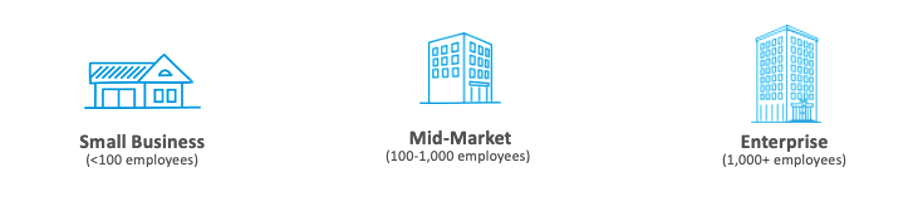 Small Business
(<100 employees)
Mid-Market
(100-1,000 employees)
Enterprise
(1,000+ employees)